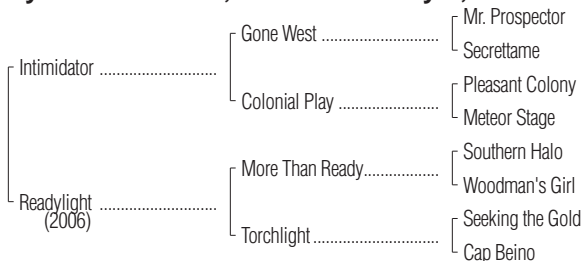 Mr. Prospector
Gone West ............................
Secrettame
Intimidator ............................
Pleasant Colony
Colonial Play ........................
Meteor Stage
Southern Halo
More Than Ready..................
Woodman's Girl
Readylight ............................
(2006)
Seeking the Gold
Torchlight..............................
Cap Beino